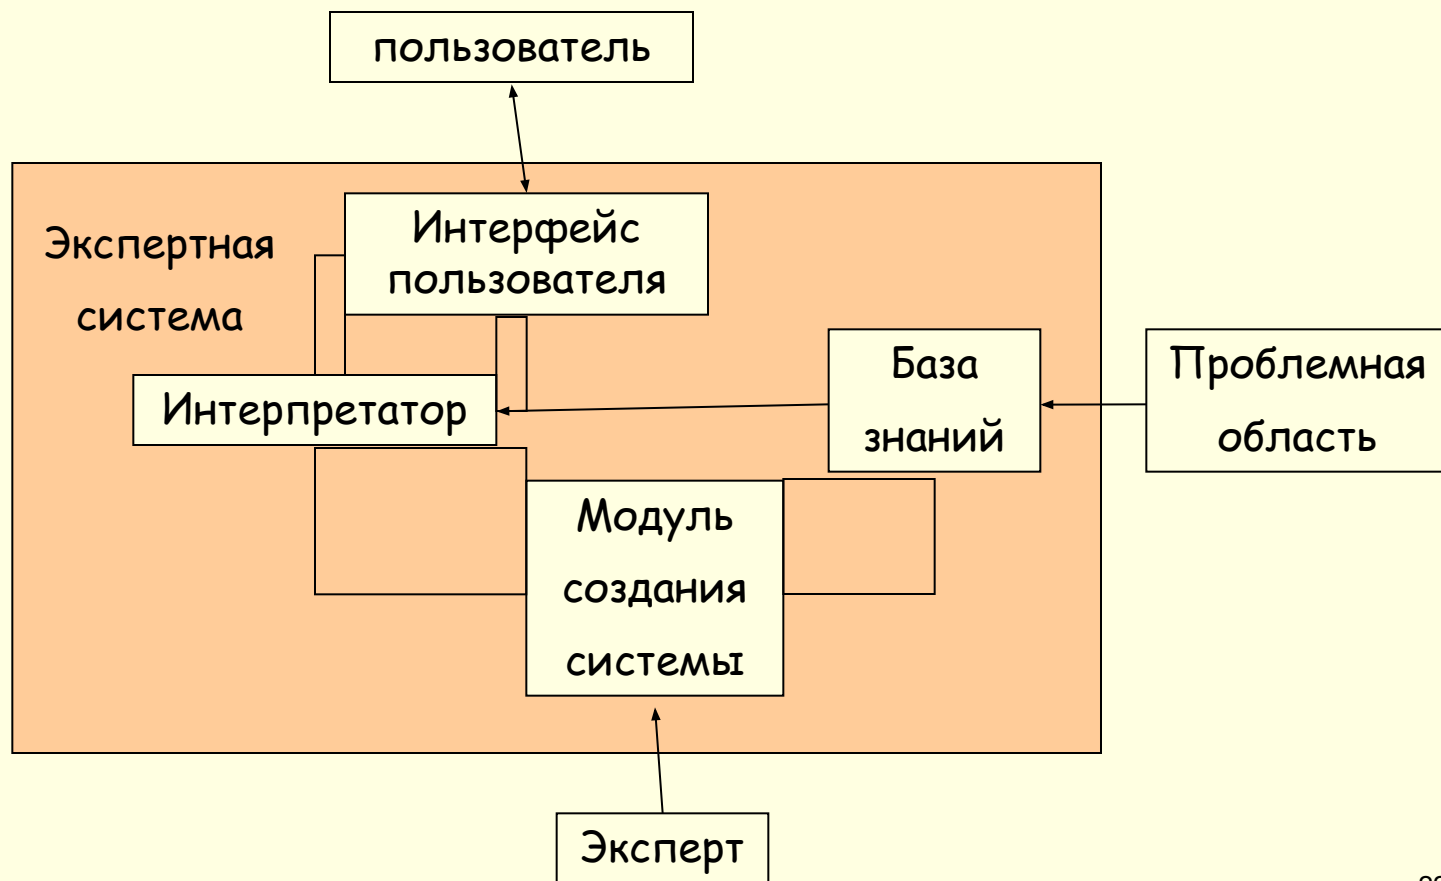 пользователь
Экспертная
система
Интерфейс
пользователя
Интерпретатор
База
знаний
Проблемная
область
Модуль
создания
системы
Эксперт